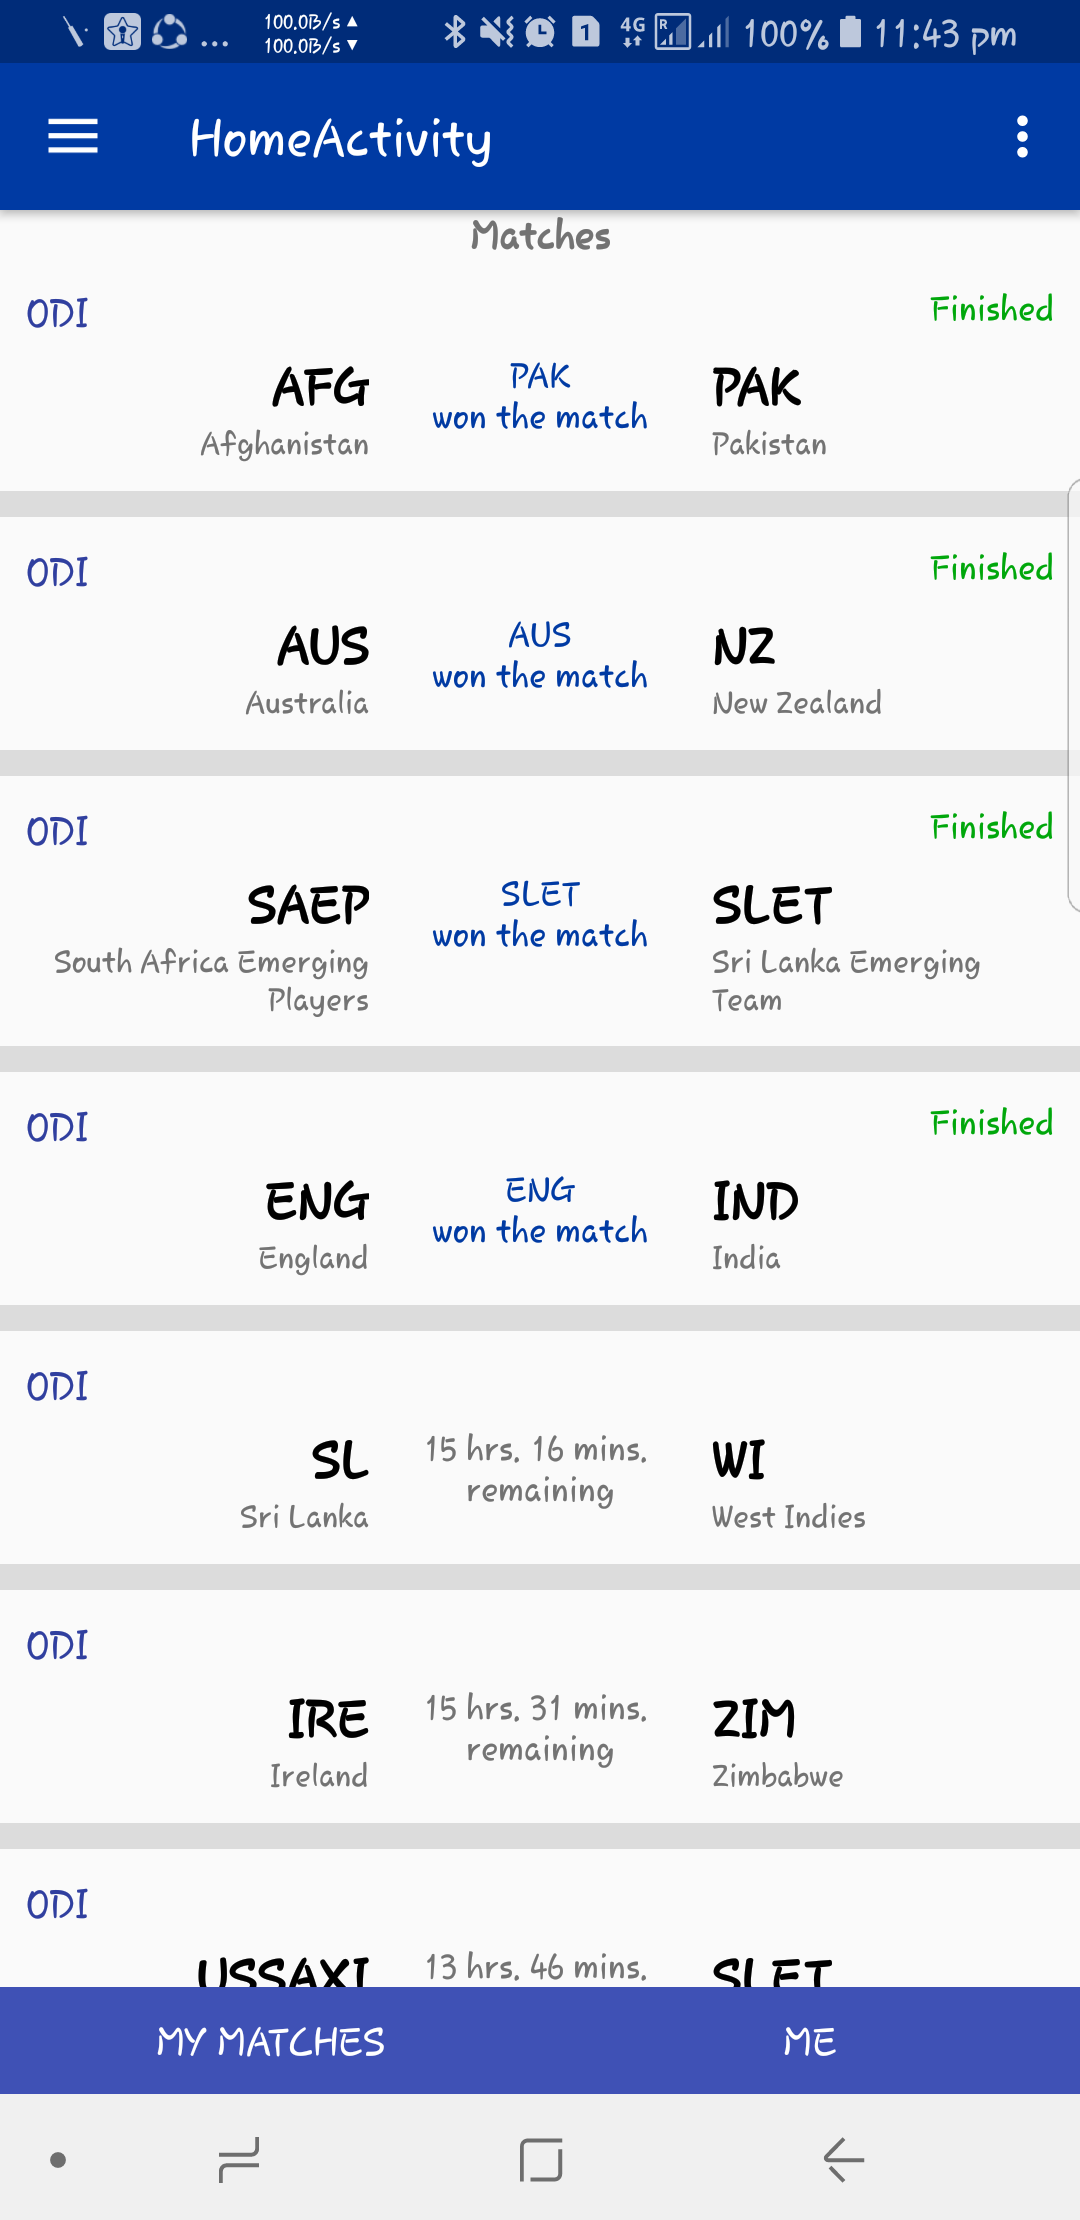 100.0B/s ▲
100.0B/s ▼
1 4G R 100% 11:43 pm
HomeActivity
Matches
ODI Finished
AFG PAK PAK
won the match
Afghanistan Pakistan
ODI Finished
AUS AUS NZ
won the match
Australia New Zealand
ODI Finished
SAEP SLET SLET
won the match
South Africa Emerging Sri Lanka Emerging
Players Team
ODI Finished
ENG ENG IND
won the match
England India
ODI
SL 15 hrs. 16 mins. WI
remaining
Sri Lanka West Indies
ODI
IRE 15 hrs. 31 mins. ZIM
remaining
Ireland Zimbabwe
ODI
USSAXI 13 hrs. 46 mins. SLET
MY MATCHES ME